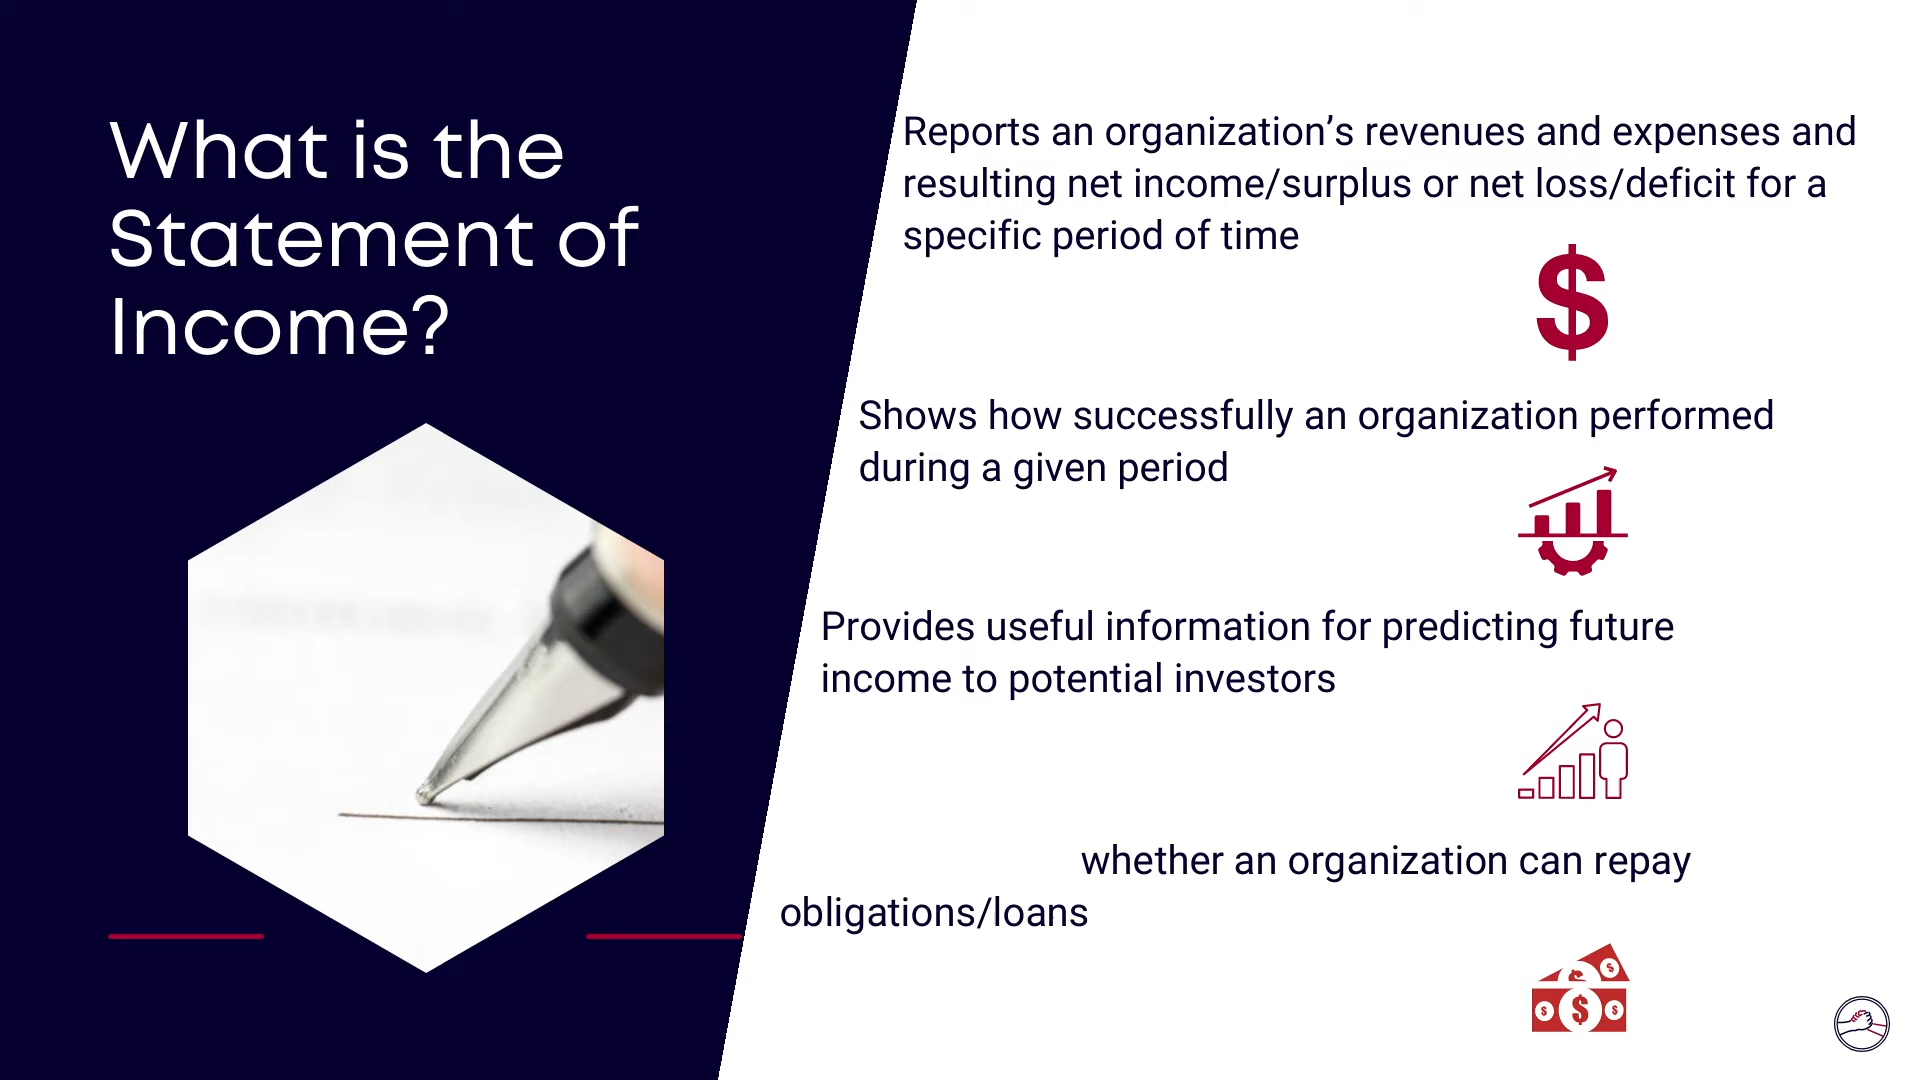 What is the
Statement of
Income?
Reports an organization’s revenues and expenses and
resulting net income/surplus or net loss/deficit for a
specific period of time
$
Shows how successfully an organization performed
during a given period
Provides useful information for predicting future
income to potential investors
whether an organization can repay
obligations/loans
$ $
$ $ $